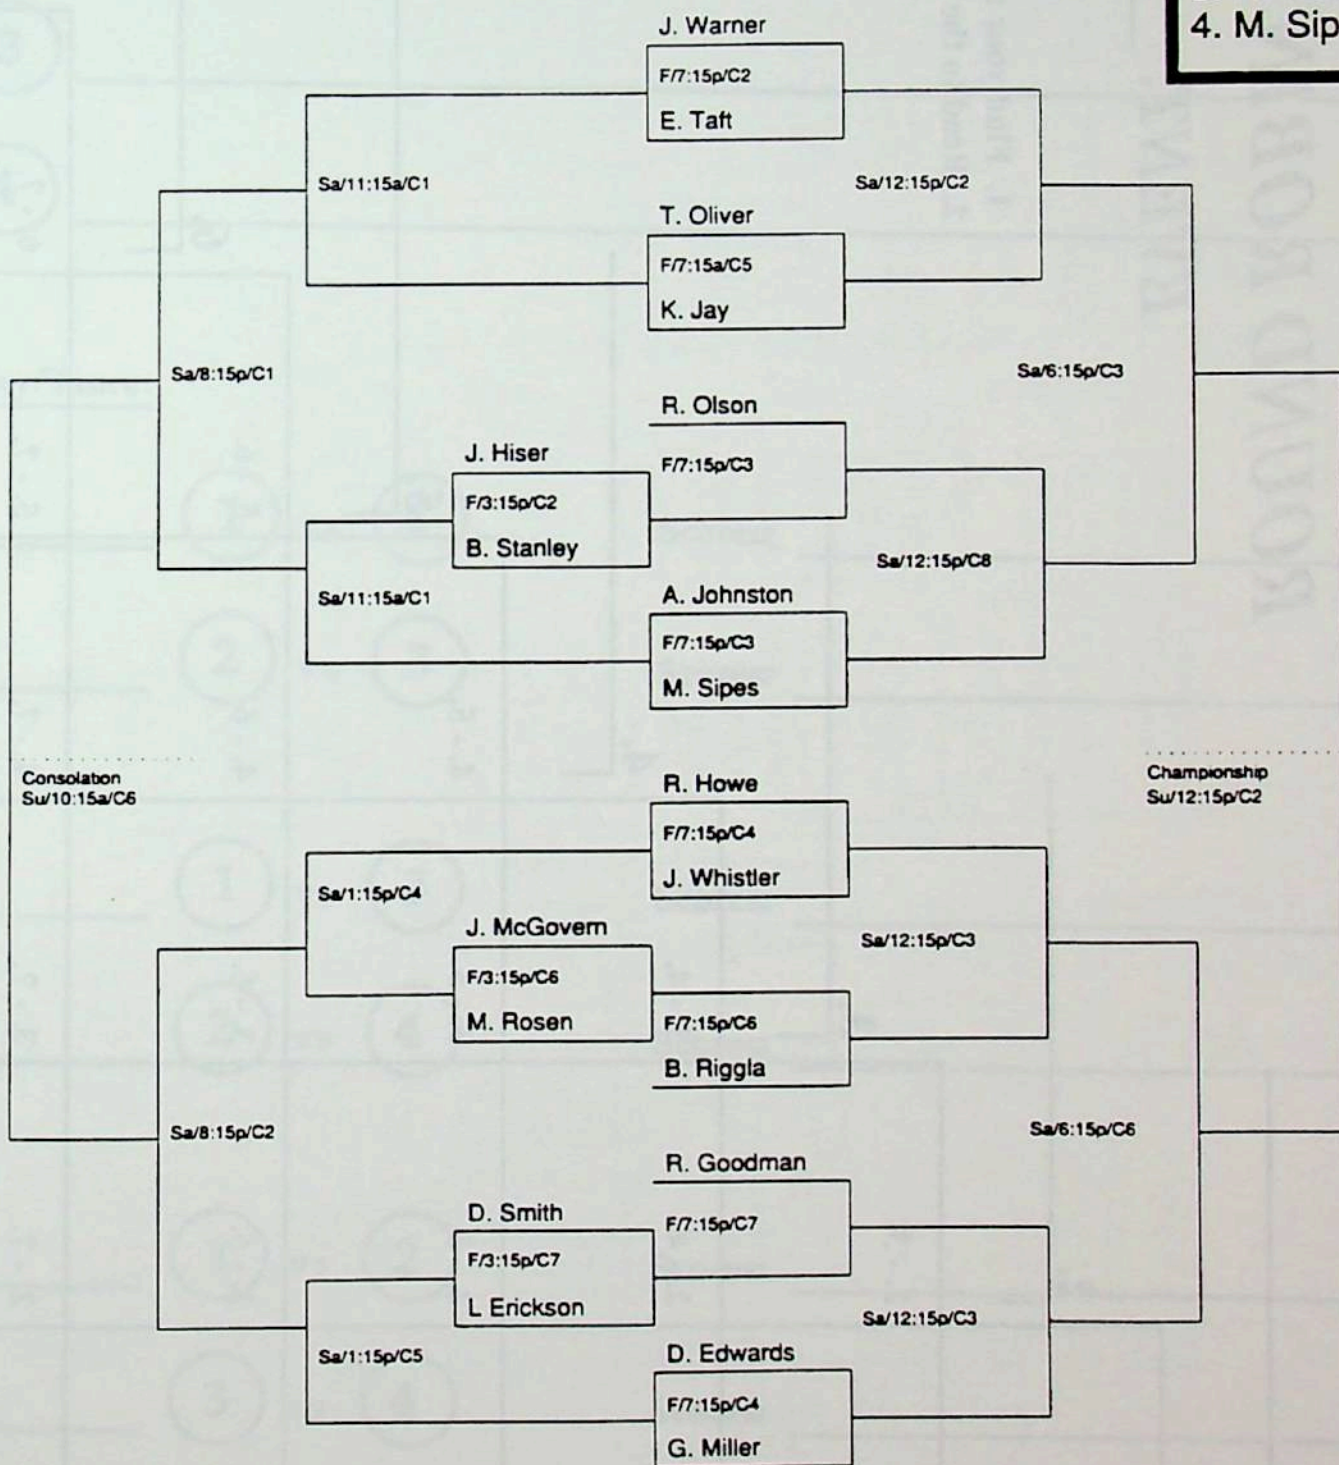 4. M. Sip
J. Warner
F/7:15p/C2
E. Taft
Sa/11:15a/C1
Sa/12:15p/C2
T. Oliver
F/7:15a/C5
K. Jay
Sa/8:15p/C1
Sa/6:15p/C3
R. Olson
J. Hiser
F/7:15p/C3
F/3:15p/C2
B. Stanley
Sa/12:15p/C8
Sa/11:15a/C1
A. Johnston
F/7:15p/C3
M. Sipes
Consolation
Su/10:15a/C6
Championship
Su/12:15p/C2
R. Howe
F/7:15p/C4
J. Whistler
Sa/1:15p/C4
J. McGovern
Sa/12:15p/C3
F/3:15p/C6
M. Rosen
F/7:15p/C6
B. Riggla
Sa/8:15p/C2
Sa/6:15p/C6
R. Goodman
D. Smith
F/7:15p/C7
F/3:15p/C7
L Erickson
Sa/12:15p/C3
Sa/1:15p/C5
D. Edwards
F/7:15p/C4
G. Miller